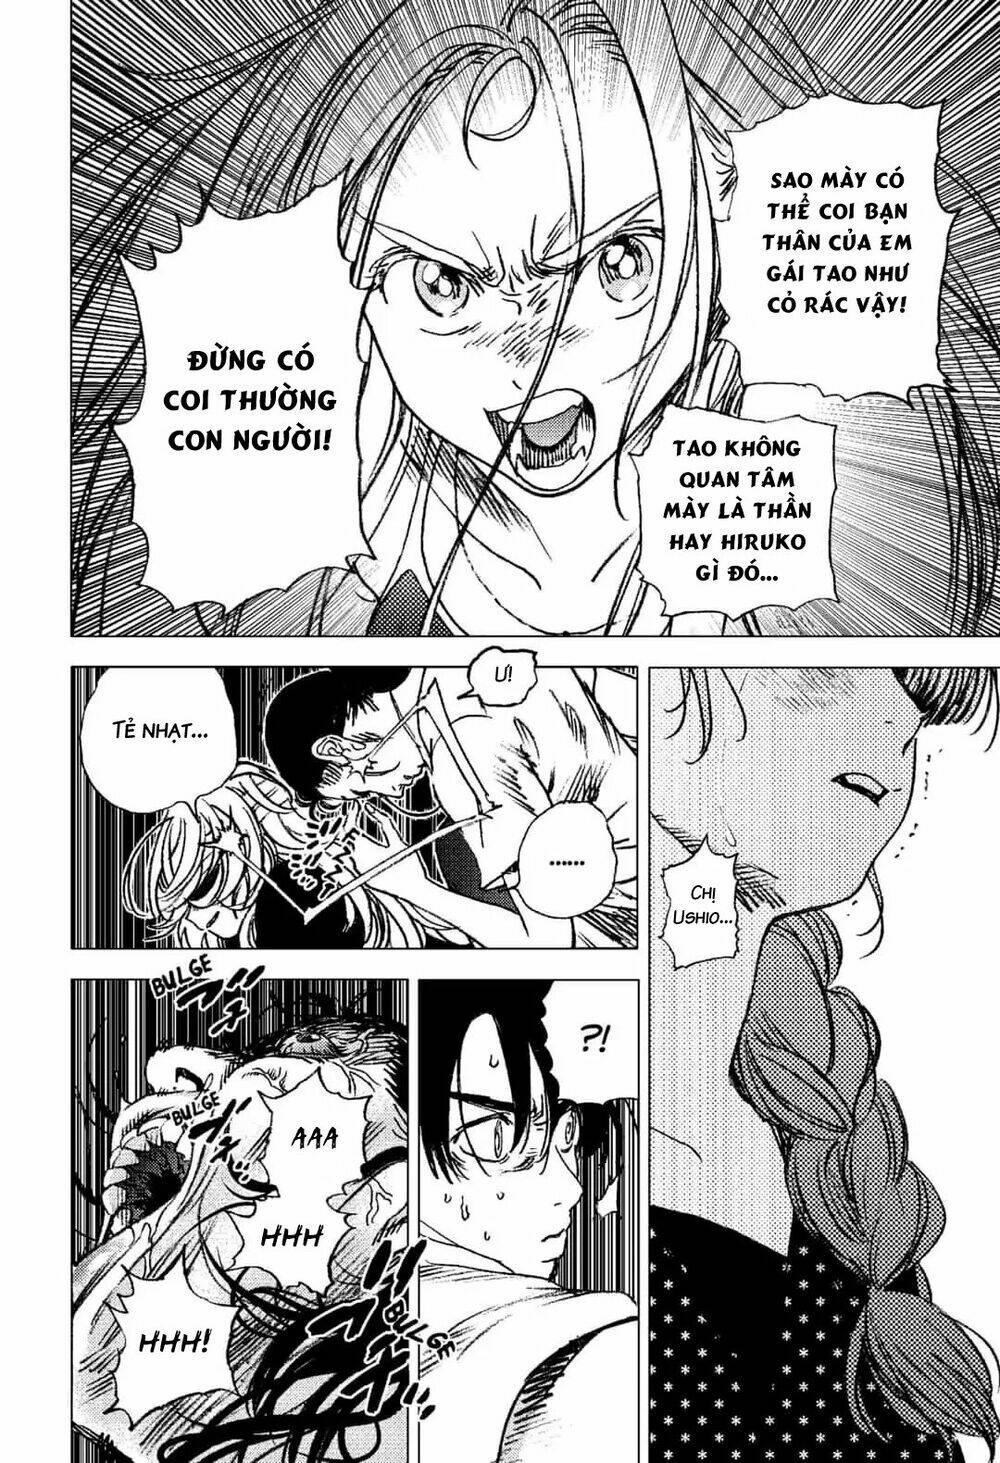 SAO MÀY CÓ
THỂ COI BẠN
THÂN CỦA EM
GÁI TAO NHƯ
CỎ RÁC VẬY!
TAO KHÔNG
QUAN TÂM
MÀY LÀ THẦN
HAY HIRUKO
GÌ ĐÓ...
ĐỪNG CÓ
COI THƯỜNG
CON NGƯỜI!
CHỊ
USHIO...
Ư!
TẺ NHẠT...
BZZZT
.......
?!
BULGE
BULGE
AAA
HHH
HHH!
BULGE